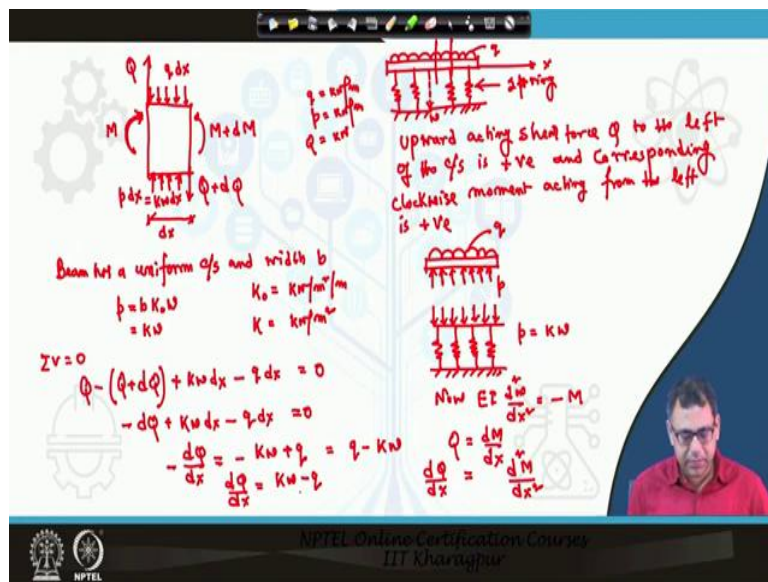 Q
q dx
M
M+dM
p dx = Kw dx
Q+dQ
dx
q = kN/m
p = kN/m
Q = kN
q
x
spring
w
upward acting shear force Q to the left
of the c/s is +ve and corresponding
clockwise moment acting from the left
is +ve
Beam has a uniform c/s and width b
p = b K₀ w
= Kw
K₀ = kN/m²/m
K = kN/m²
ΣV=0
Q - (Q+dQ) + Kw dx - q dx = 0
- dQ + Kw dx - q dx = 0
- dQ/dx = - Kw + q = q - Kw
dQ/dx = Kw - q
q
p
p = Kw
Now EI d²w/dx² = - M
Q = dM/dx
dQ/dx = d²M/dx²
NPTEL
NPTEL Online Certification Courses
IIT Kharagpur